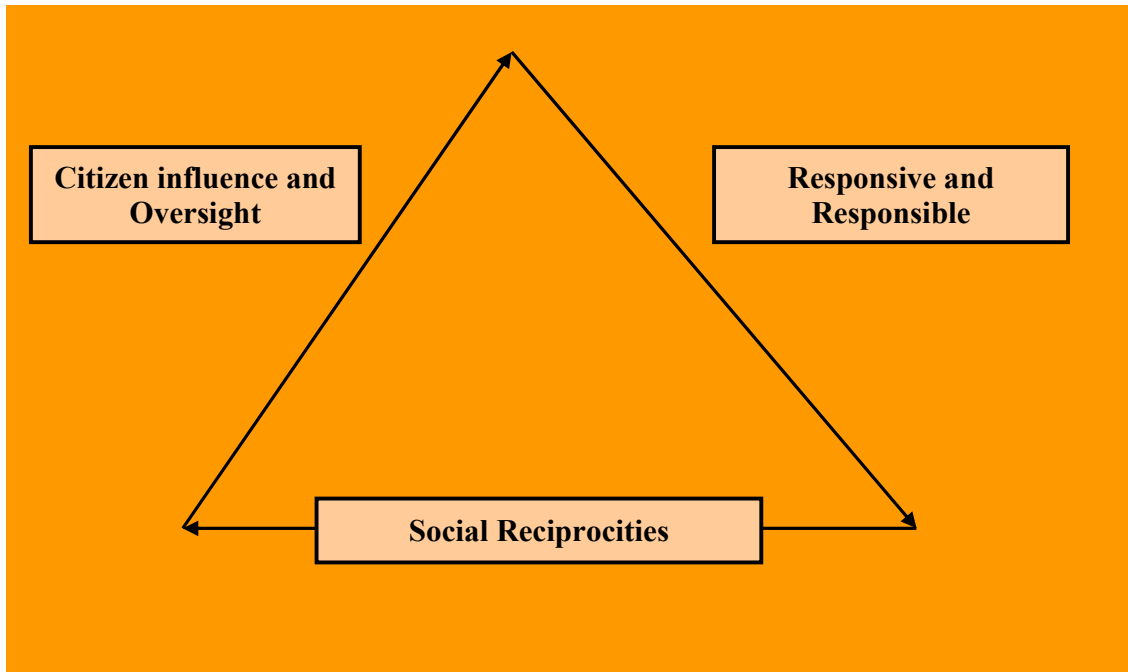 Citizen influence and
Oversight
Responsive and
Responsible
Social Reciprocities